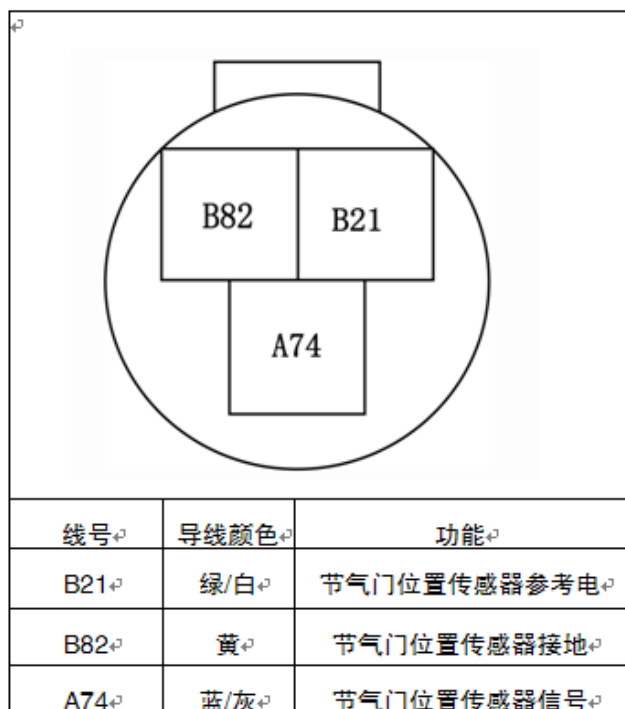 B82 B21
A74
线号 导线颜色 功能
B21 绿/白 节气门位置传感器参考电
B82 黄 节气门位置传感器接地
A74 蓝/灰 节气门位置传感器信号